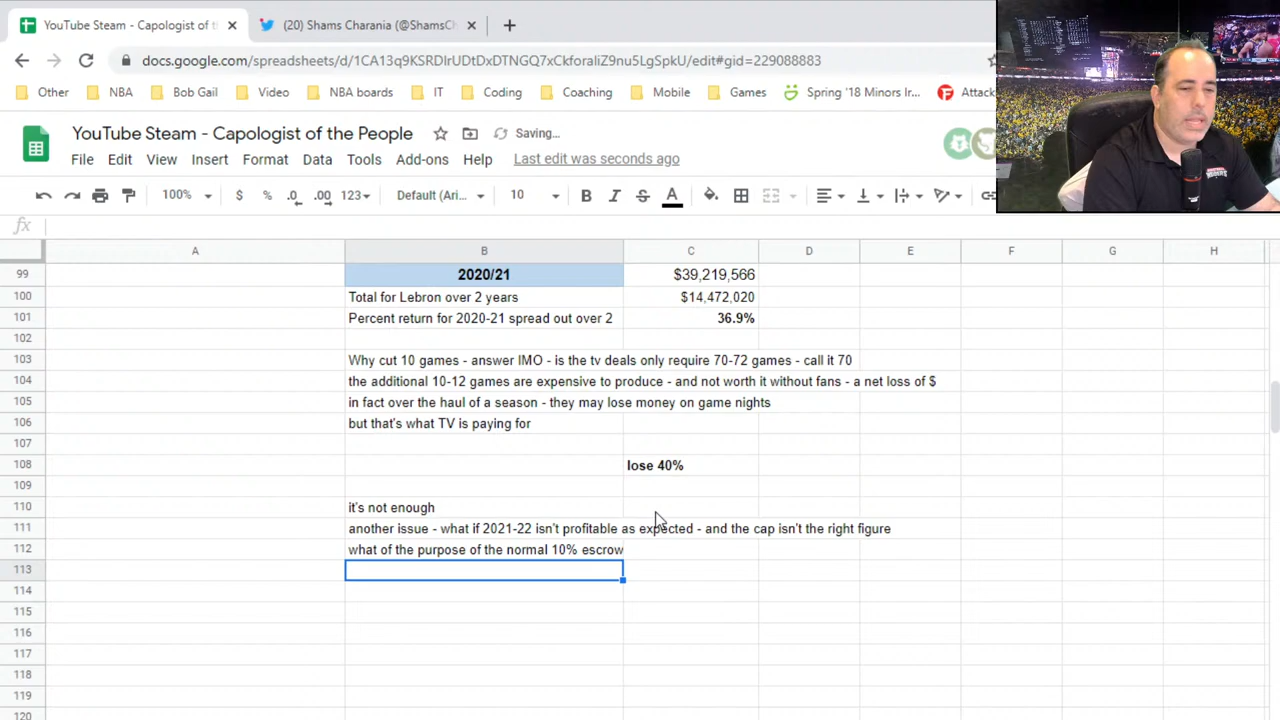 YouTube Steam - Capologist of t
(20) Shams Charania (@ShamsCh
docs.google.com/spreadsheets/d/1CA13q9KSRDIrUDtDxDTNGQ7xCkforaliZ9nu5LgSpkU/edit#gid=229088883
Other
NBA
Bob Gail
Video
NBA boards
IT
Coding
Coaching
Mobile
Games
Spring '18 Minors Ir...
Attack
YouTube Steam - Capologist of the People
Saving...
File Edit View Insert Format Data Tools Add-ons Help Last edit was seconds ago
100% $ % .0 .00 123 Default (Ari... 10 B I S A
fx
A B C D E F G H
99 2020/21 $39,219,566
100 Total for Lebron over 2 years $14,472,020
101 Percent return for 2020-21 spread out over 2 36.9%
102
103 Why cut 10 games - answer IMO - is the tv deals only require 70-72 games - call it 70
104 the additional 10-12 games are expensive to produce - and not worth it without fans - a net loss of $
105 in fact over the haul of a season - they may lose money on game nights
106 but that's what TV is paying for
107
108 lose 40%
109
110 it's not enough
111 another issue - what if 2021-22 isn't profitable as expected - and the cap isn't the right figure
112 what of the purpose of the normal 10% escrow
113
114
115
116
117
118
119
120